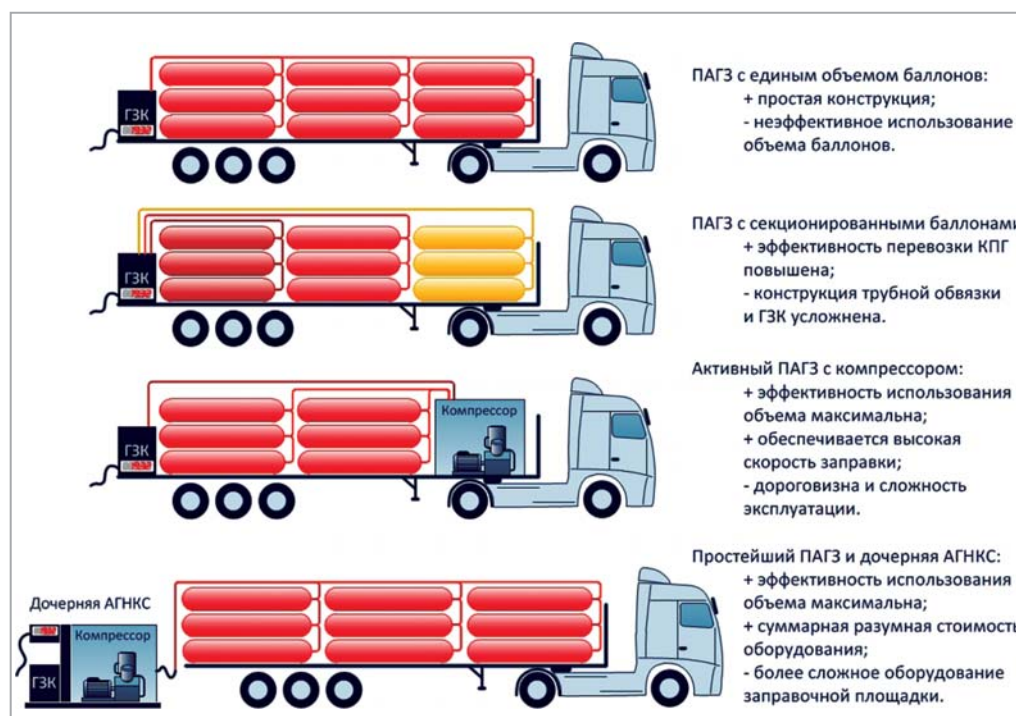 ПАГЗ с единым объемом баллонов:
+ простая конструкция;
- неэффективное использование
объема баллонов.
ГЗК
ПАГЗ с секционированными баллонами
+ эффективность перевозки КПГ
повышена;
- конструкция трубной обвязки
и ГЗК усложнена.
ГЗК
Активный ПАГЗ с компрессором:
+ эффективность использования
объема максимальна;
+ обеспечивается высокая
скорость заправки;
- дороговизна и сложность
эксплуатации.
Компрессор
ГЗК
Простейший ПАГЗ и дочерняя АГНКС:
+ эффективность использования
объема максимальна;
+ суммарная разумная стоимость
оборудования;
- более сложное оборудование
заправочной площадки.
Дочерняя АГНКС
Компрессор
ГЗК